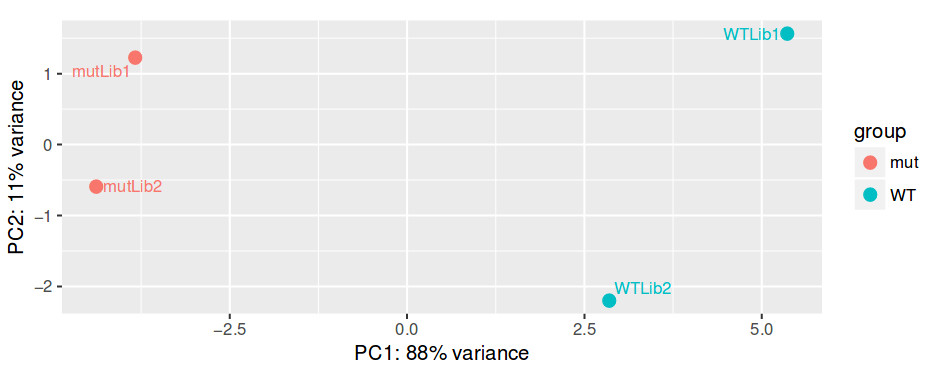 WTLib1
mutLib1
mutLib2
WTLib2
1
0
−1
−2
PC2: 11% variance
−2.5
0.0
2.5
5.0
PC1: 88% variance
group
mut
WT